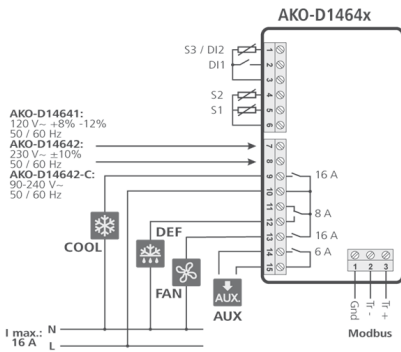 AKO-D1464x
S3 / DI2
DI1
S2
S1
1
2
3
4
5
6
7
8
9
10
11
12
13
14
15
AKO-D14641:
120 V~ +8% -12%
50 / 60 Hz
AKO-D14642:
230 V~ ±10%
50 / 60 Hz
AKO-D14642-C:
90-240 V~
50 / 60 Hz
16 A
8 A
16 A
6 A
COOL
DEF
FAN
AUX.
AUX
1 2 3
Gnd
Tr -
Tr +
Modbus
I max.:
16 A
N
L